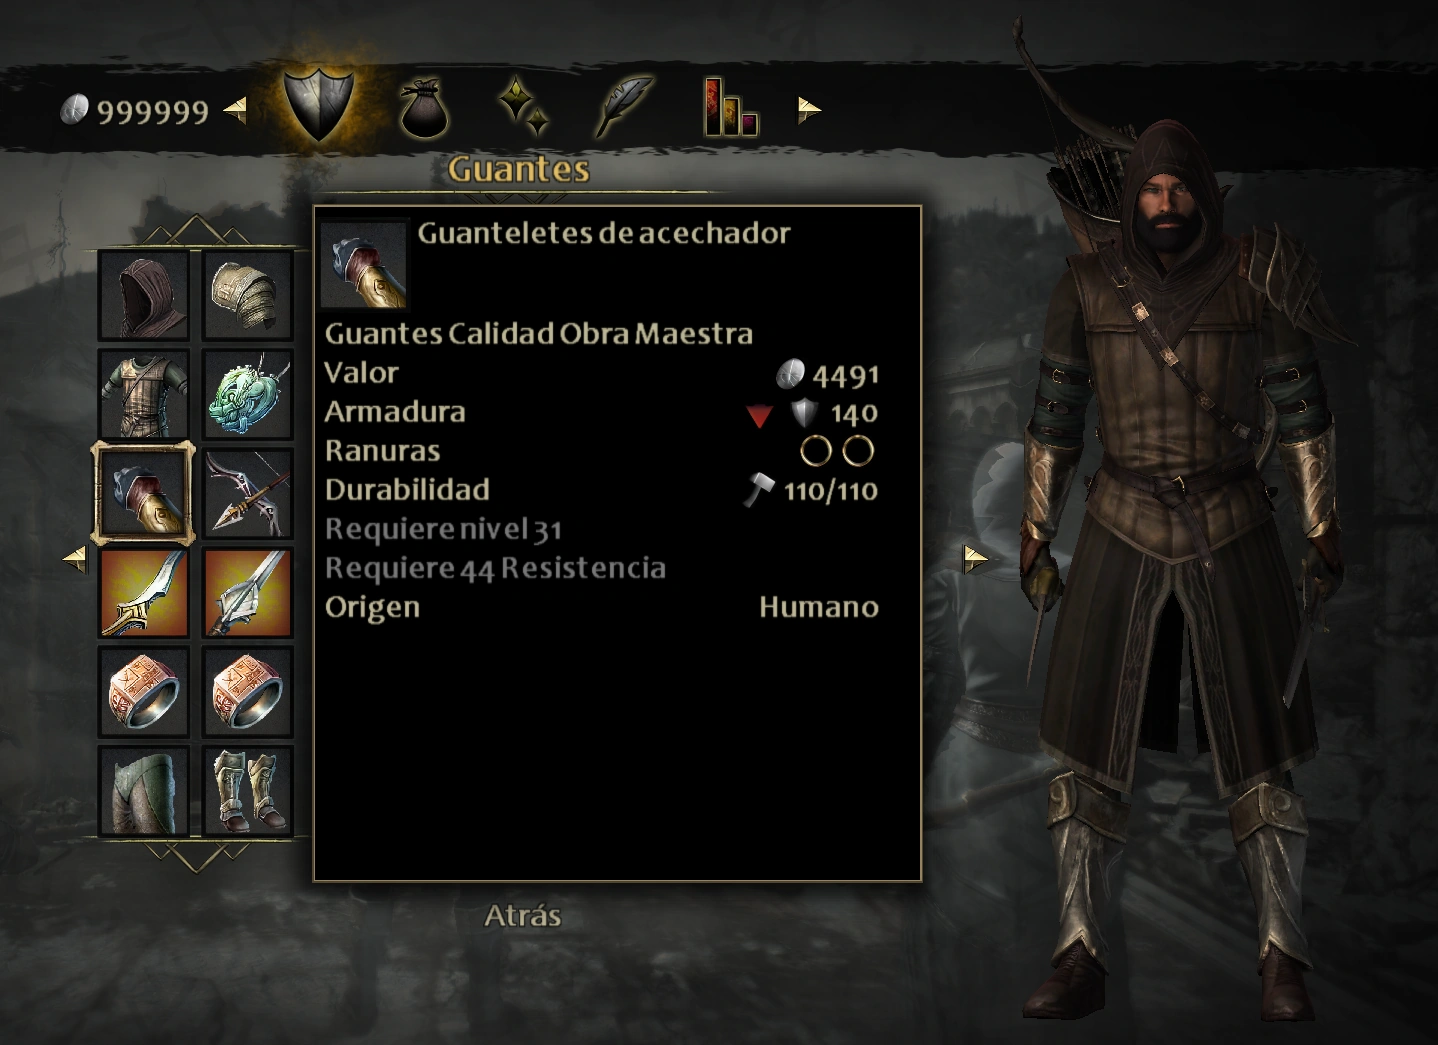 999999
Guantes
Guanteletes de acechador
Guantes Calidad Obra Maestra
Valor 4491
Armadura 140
Ranuras
Durabilidad 110/110
Requiere nivel 31
Requiere 44 Resistencia
Origen Humano
Atrás